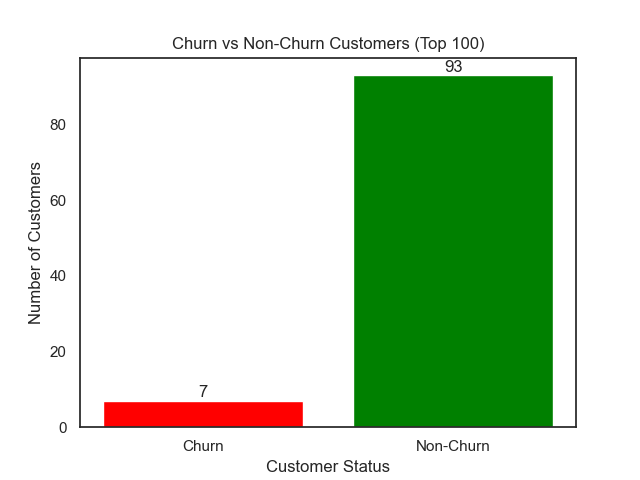 Churn vs Non-Churn Customers (Top 100)
93
80
60
40
20
0
Number of Customers
7
Churn
Non-Churn
Customer Status